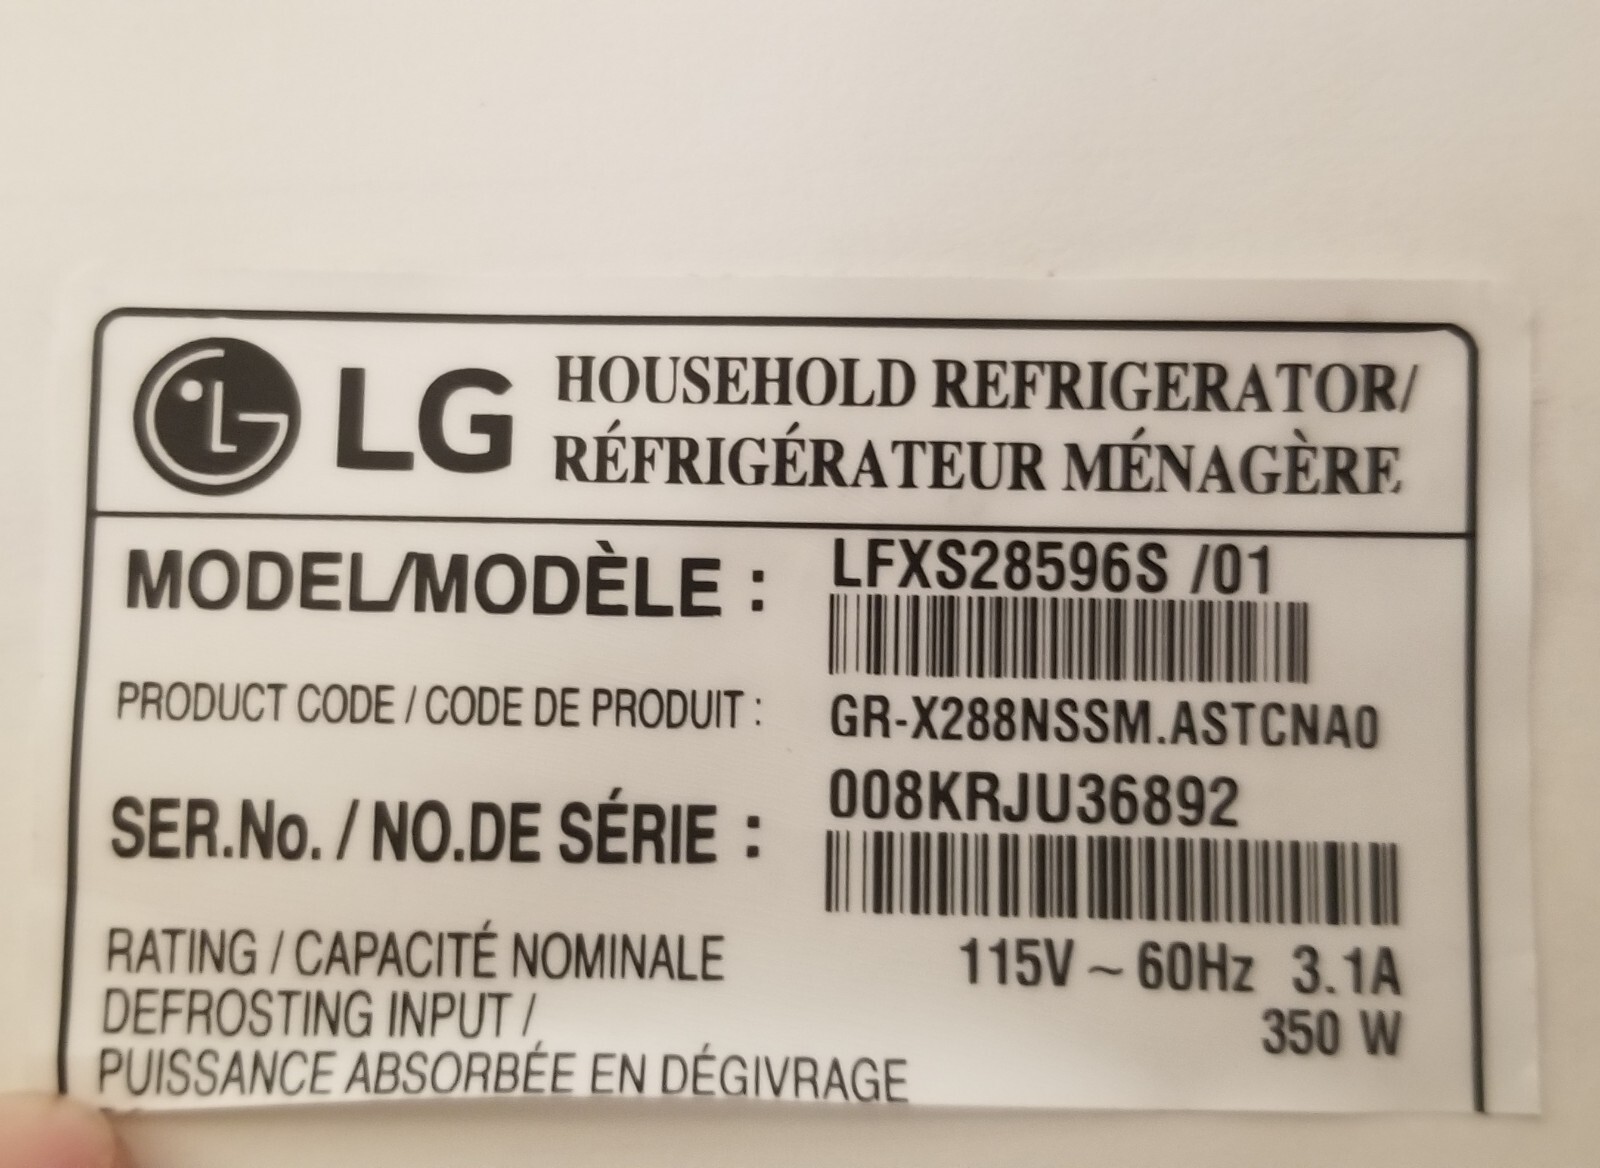 LG HOUSEHOLD REFRIGERATOR/
RÉFRIGÉRATEUR MÉNAGÈRE
MODEL/MODÈLE : LFXS28596S /01
PRODUCT CODE / CODE DE PRODUIT : GR-X288NSSM.ASTCNA0
SER.No. / NO.DE SÉRIE : 008KRJU36892
RATING / CAPACITÉ NOMINALE 115V ~ 60Hz 3.1A
DEFROSTING INPUT / 350 W
PUISSANCE ABSORBÉE EN DÉGIVRAGE